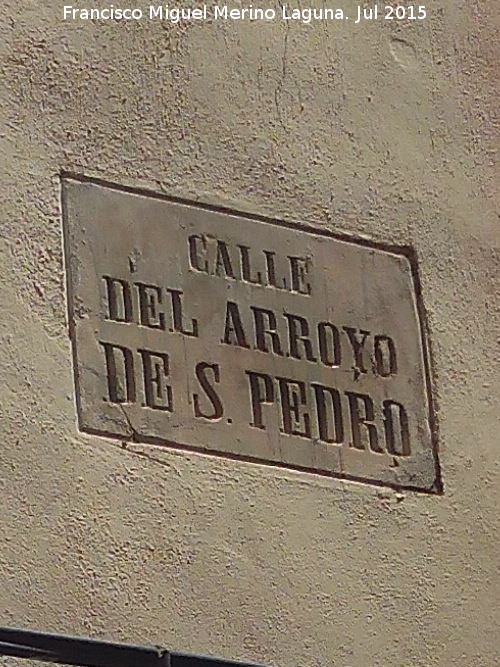 Francisco Miguel Merino Laguna. Jul 2015
CALLE
DEL ARROYO
DE S. PEDRO